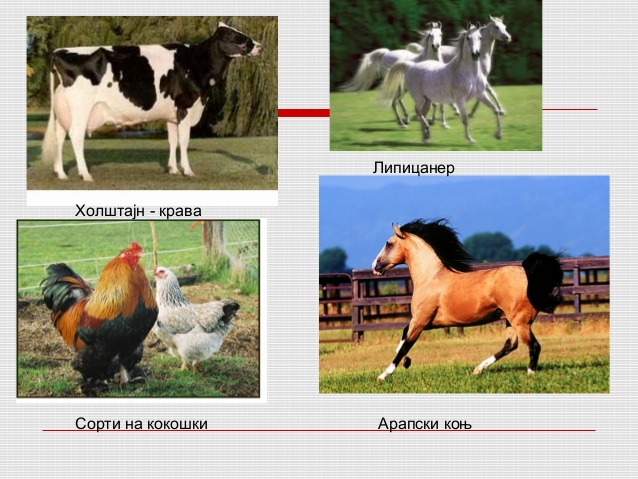 Липицанер
Холштајн - крава
Сорти на кокошки
Арапски коњ